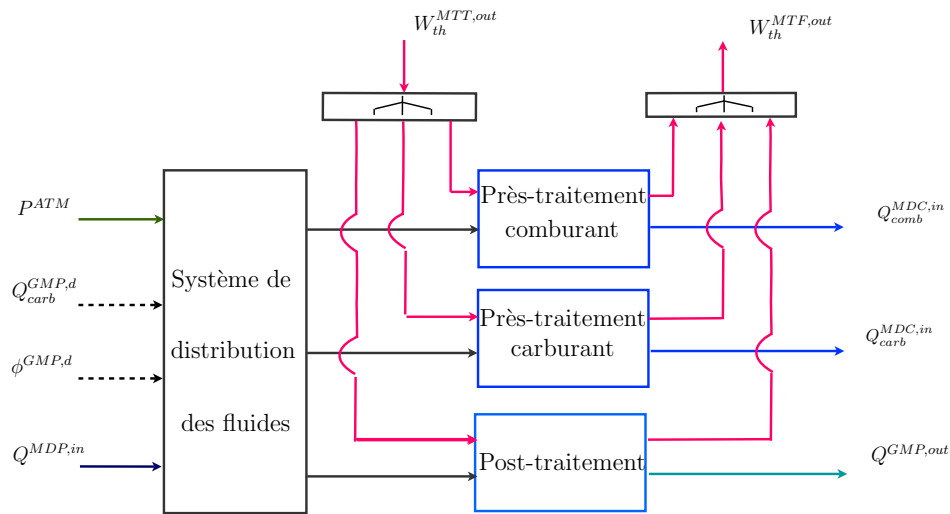 W_{th}^{MTT,out}
W_{th}^{MTF,out}
P^{ATM}
Q_{carb}^{GMP,d}
ϕ^{GMP,d}
Q^{MDP,in}
Système de
distribution
des fluides
Près-traitement
comburant
Près-traitement
carburant
Post-traitement
Q_{comb}^{MDC,in}
Q_{carb}^{MDC,in}
Q^{GMP,out}